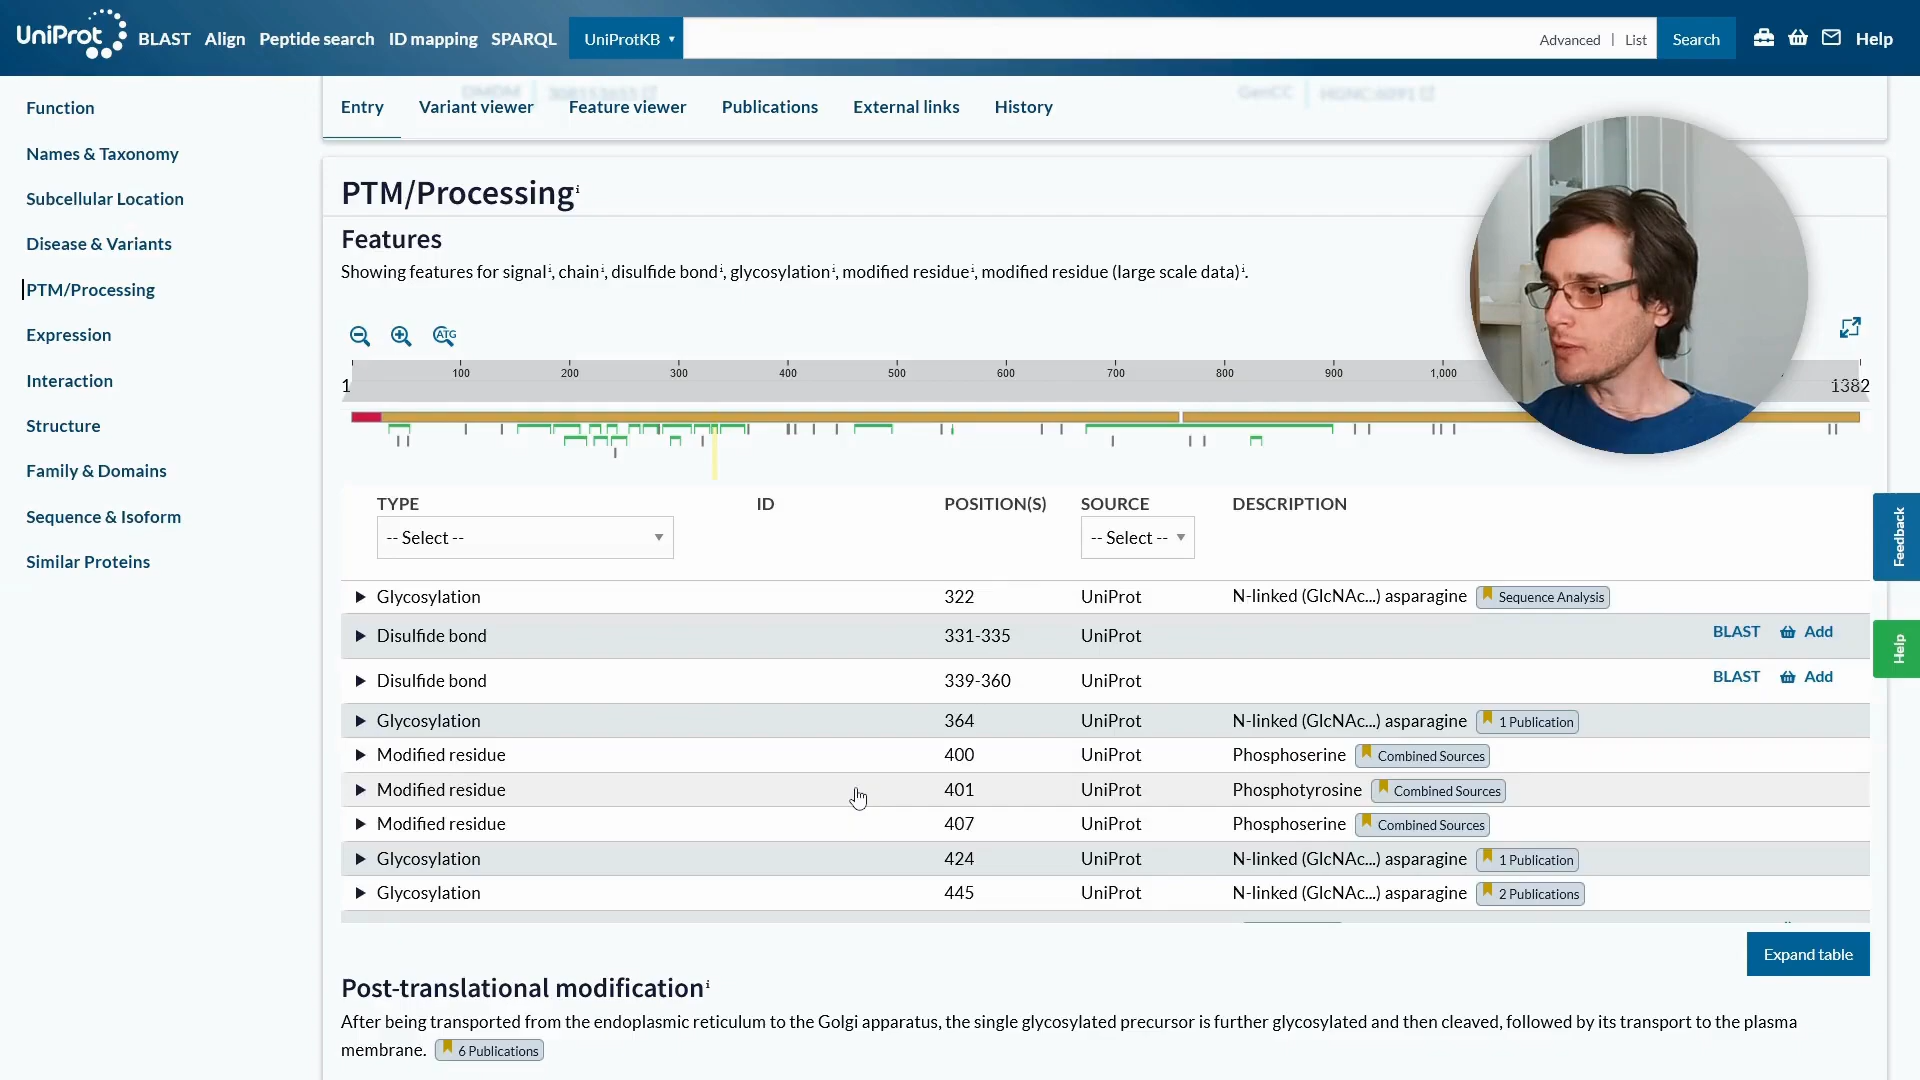 UniProt BLAST Align Peptide search ID mapping SPARQL UniProtKB Advanced | List Search Help
Function
Names & Taxonomy
Subcellular Location
Disease & Variants
PTM/Processing
Expression
Interaction
Structure
Family & Domains
Sequence & Isoform
Similar Proteins
Entry Variant viewer Feature viewer Publications External links History
PTM/Processing i
Features
Showing features for signal i, chain i, disulfide bond i, glycosylation i, modified residue i, modified residue (large scale data) i.
ATG
100 200 300 400 500 600 700 800 900 1,000
1 1382
TYPE ID POSITION(S) SOURCE DESCRIPTION
-- Select -- -- Select --
Glycosylation 322 UniProt N-linked (GlcNAc...) asparagine Sequence Analysis
Disulfide bond 331-335 UniProt BLAST Add
Disulfide bond 339-360 UniProt BLAST Add
Glycosylation 364 UniProt N-linked (GlcNAc...) asparagine 1 Publication
Modified residue 400 UniProt Phosphoserine Combined Sources
Modified residue 401 UniProt Phosphotyrosine Combined Sources
Modified residue 407 UniProt Phosphoserine Combined Sources
Glycosylation 424 UniProt N-linked (GlcNAc...) asparagine 1 Publication
Glycosylation 445 UniProt N-linked (GlcNAc...) asparagine 2 Publications
Expand table
Post-translational modification i
After being transported from the endoplasmic reticulum to the Golgi apparatus, the single glycosylated precursor is further glycosylated and then cleaved, followed by its transport to the plasma
membrane. 6 Publications
Feedback
Help